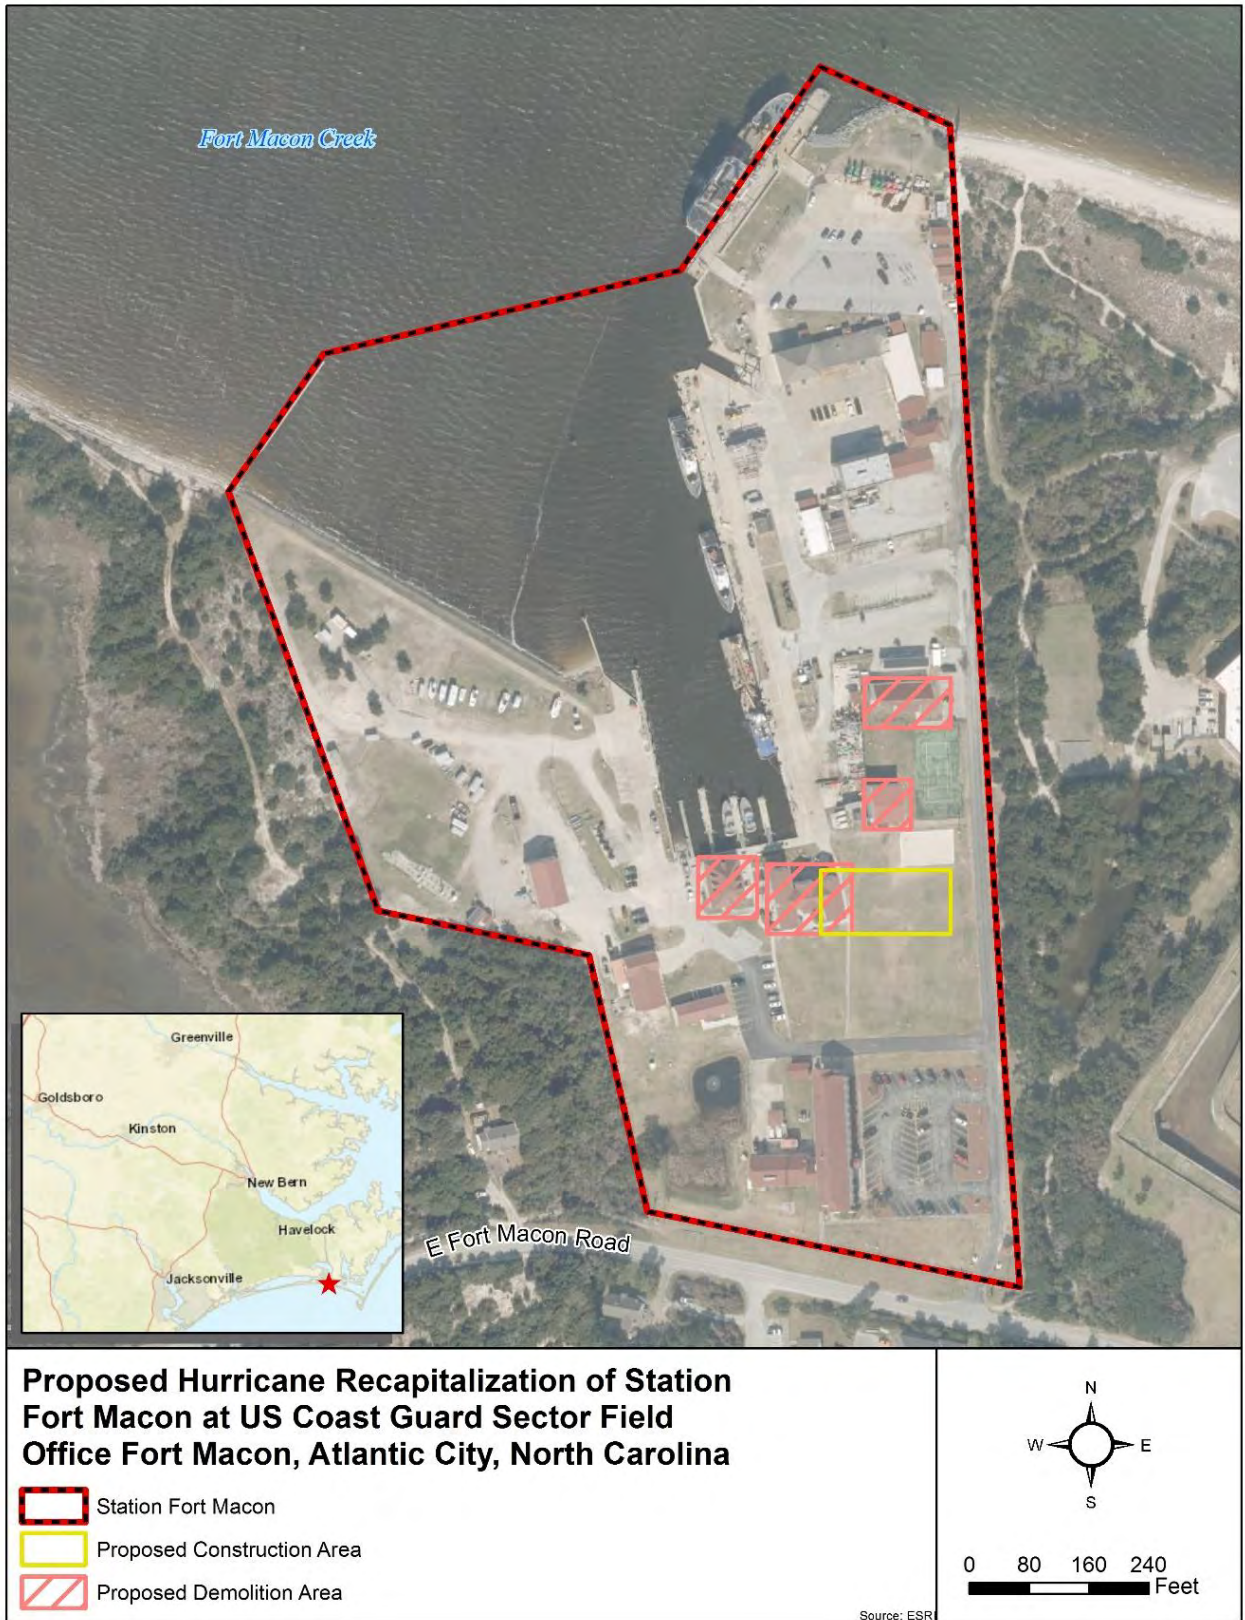 Fort Macon Creek
Greenville
Goldsboro
Kinston
New Bern
Havelock
Jacksonville
E Fort Macon Road
Proposed Hurricane Recapitalization of Station
Fort Macon at US Coast Guard Sector Field
Office Fort Macon, Atlantic City, North Carolina
Station Fort Macon
Proposed Construction Area
Proposed Demolition Area
N
W E
S
0 80 160 240
Feet
Source: ESRI